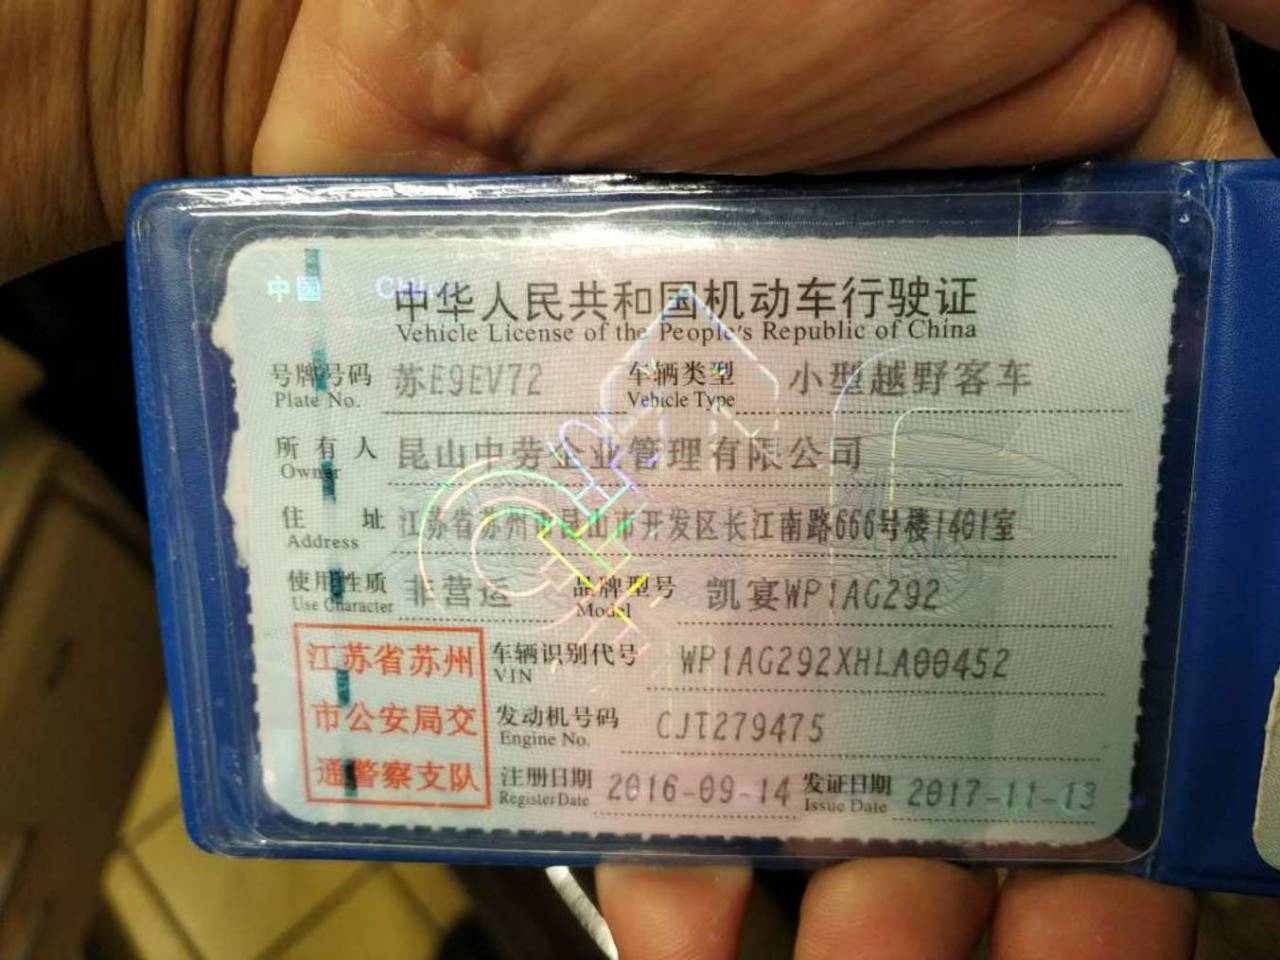 中国 CHI
中华人民共和国机动车行驶证
Vehicle License of the People's Republic of China
号牌号码 苏E9EV72 车辆类型 小型越野客车
Plate No. Vehicle Type
所有人 昆山中劳企业管理有限公司
Owner
住址 江苏省苏州市昆山市开发区长江南路666号楼1401室
Address
使用性质 非营运 品牌型号 凯宴WP1AG292
Use Character Model
江苏省苏州
市公安局交
通警察支队
车辆识别代号 WP1AG292XHLA00452
VIN
发动机号码 CJT279475
Engine No.
注册日期 2016-09-14 发证日期 2017-11-13
Register Date Issue Date